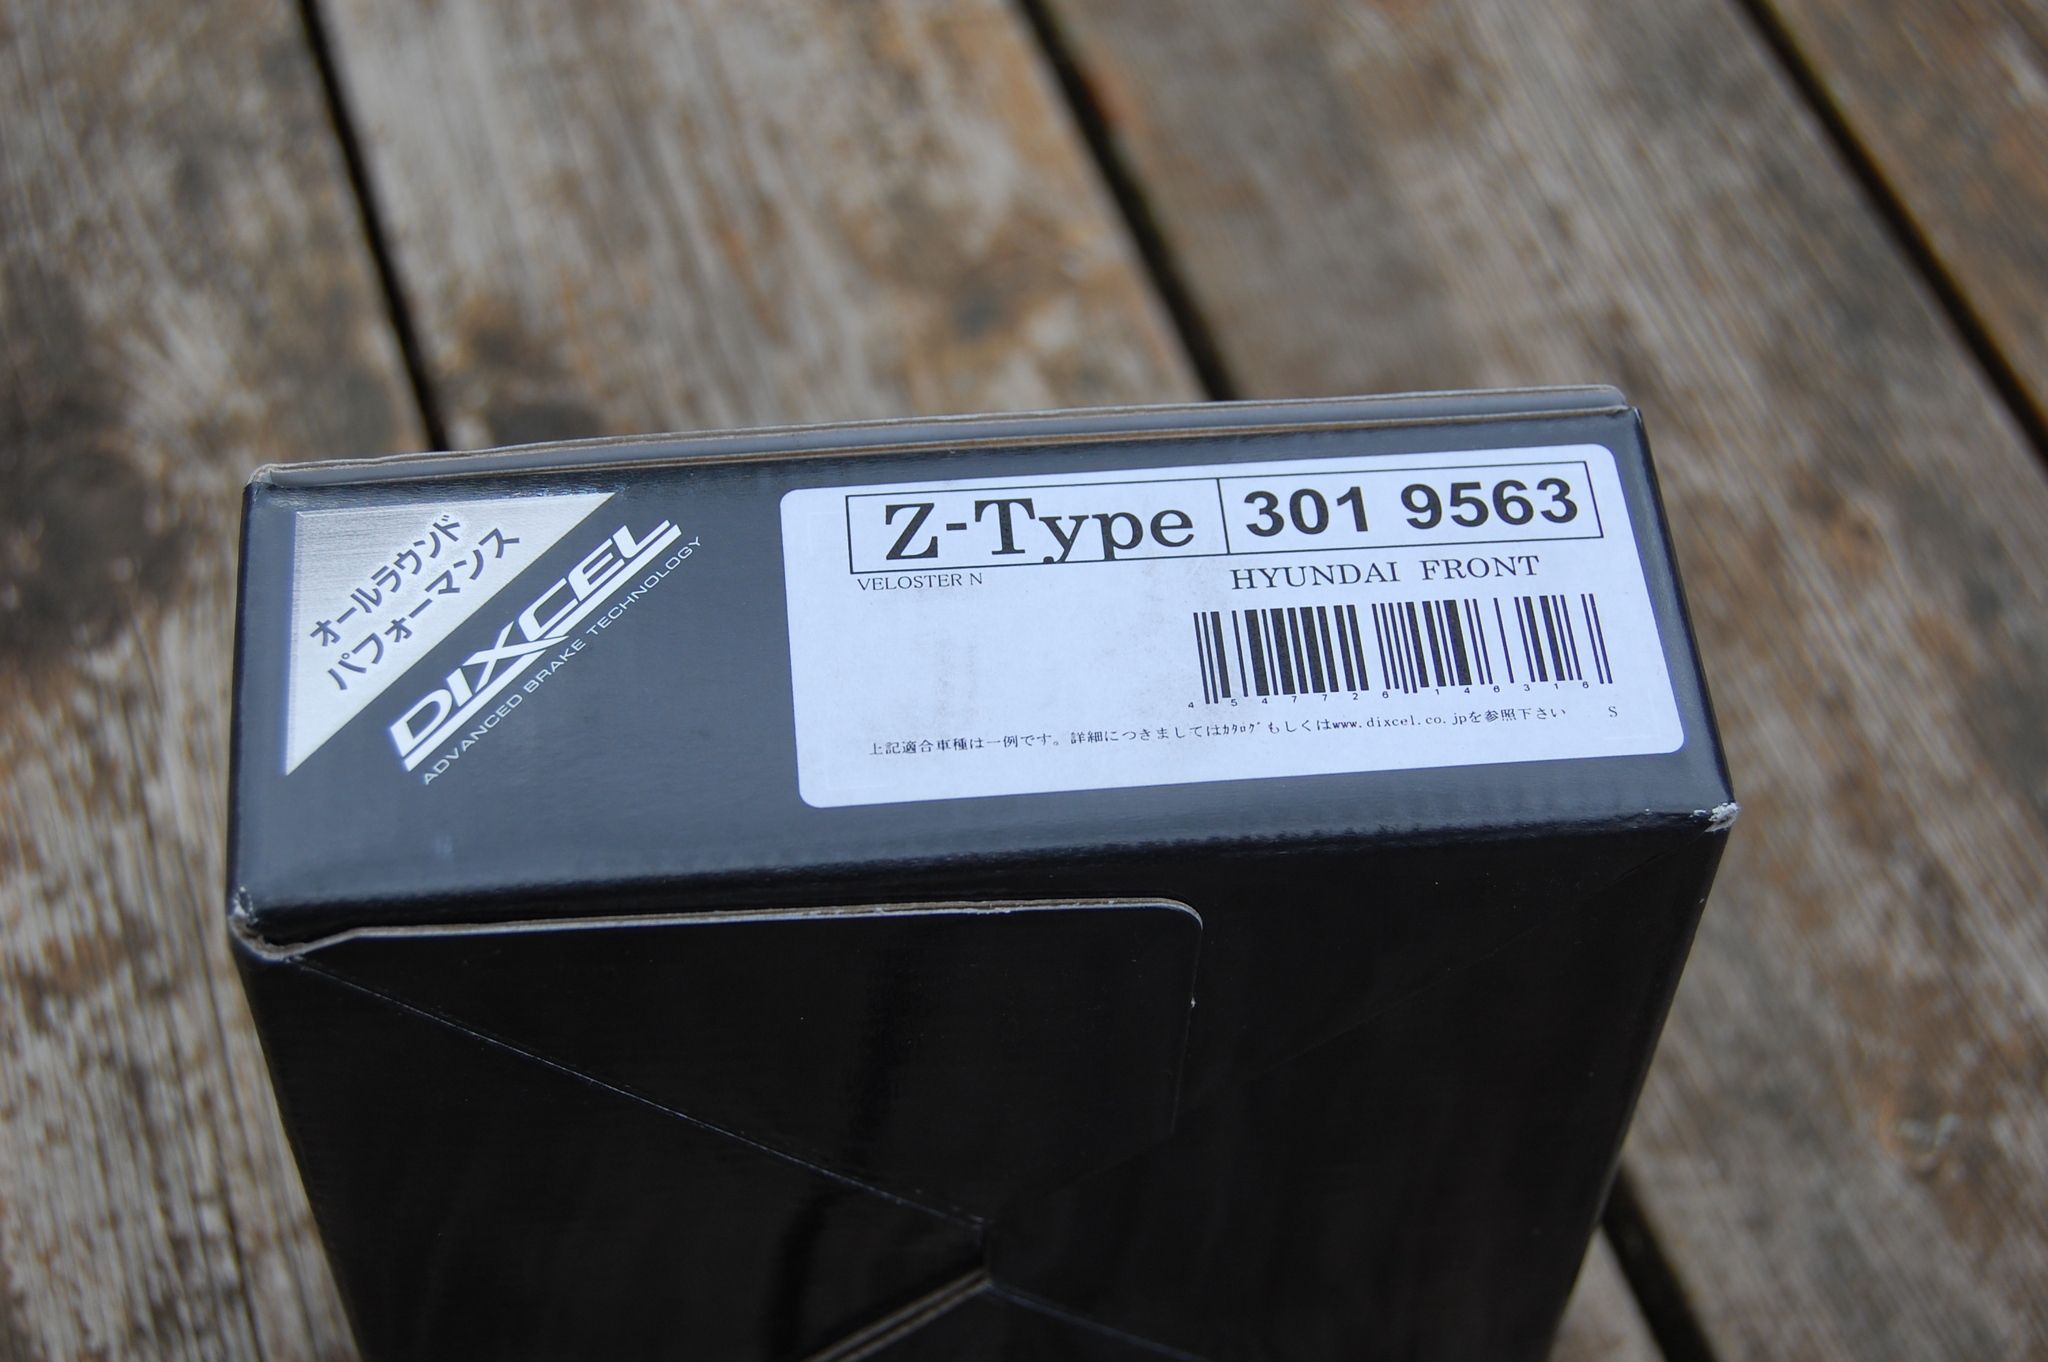 オールラウンド
パフォーマンス
DIXCEL
ADVANCED BRAKE TECHNOLOGY
Z-Type 301 9563
VELOSTER N HYUNDAI FRONT
4547726146316
上記適合車種は一例です。詳細につきましてはｶﾀﾛｸﾞもしくはwww.dixcel.co.jpを参照下さい S